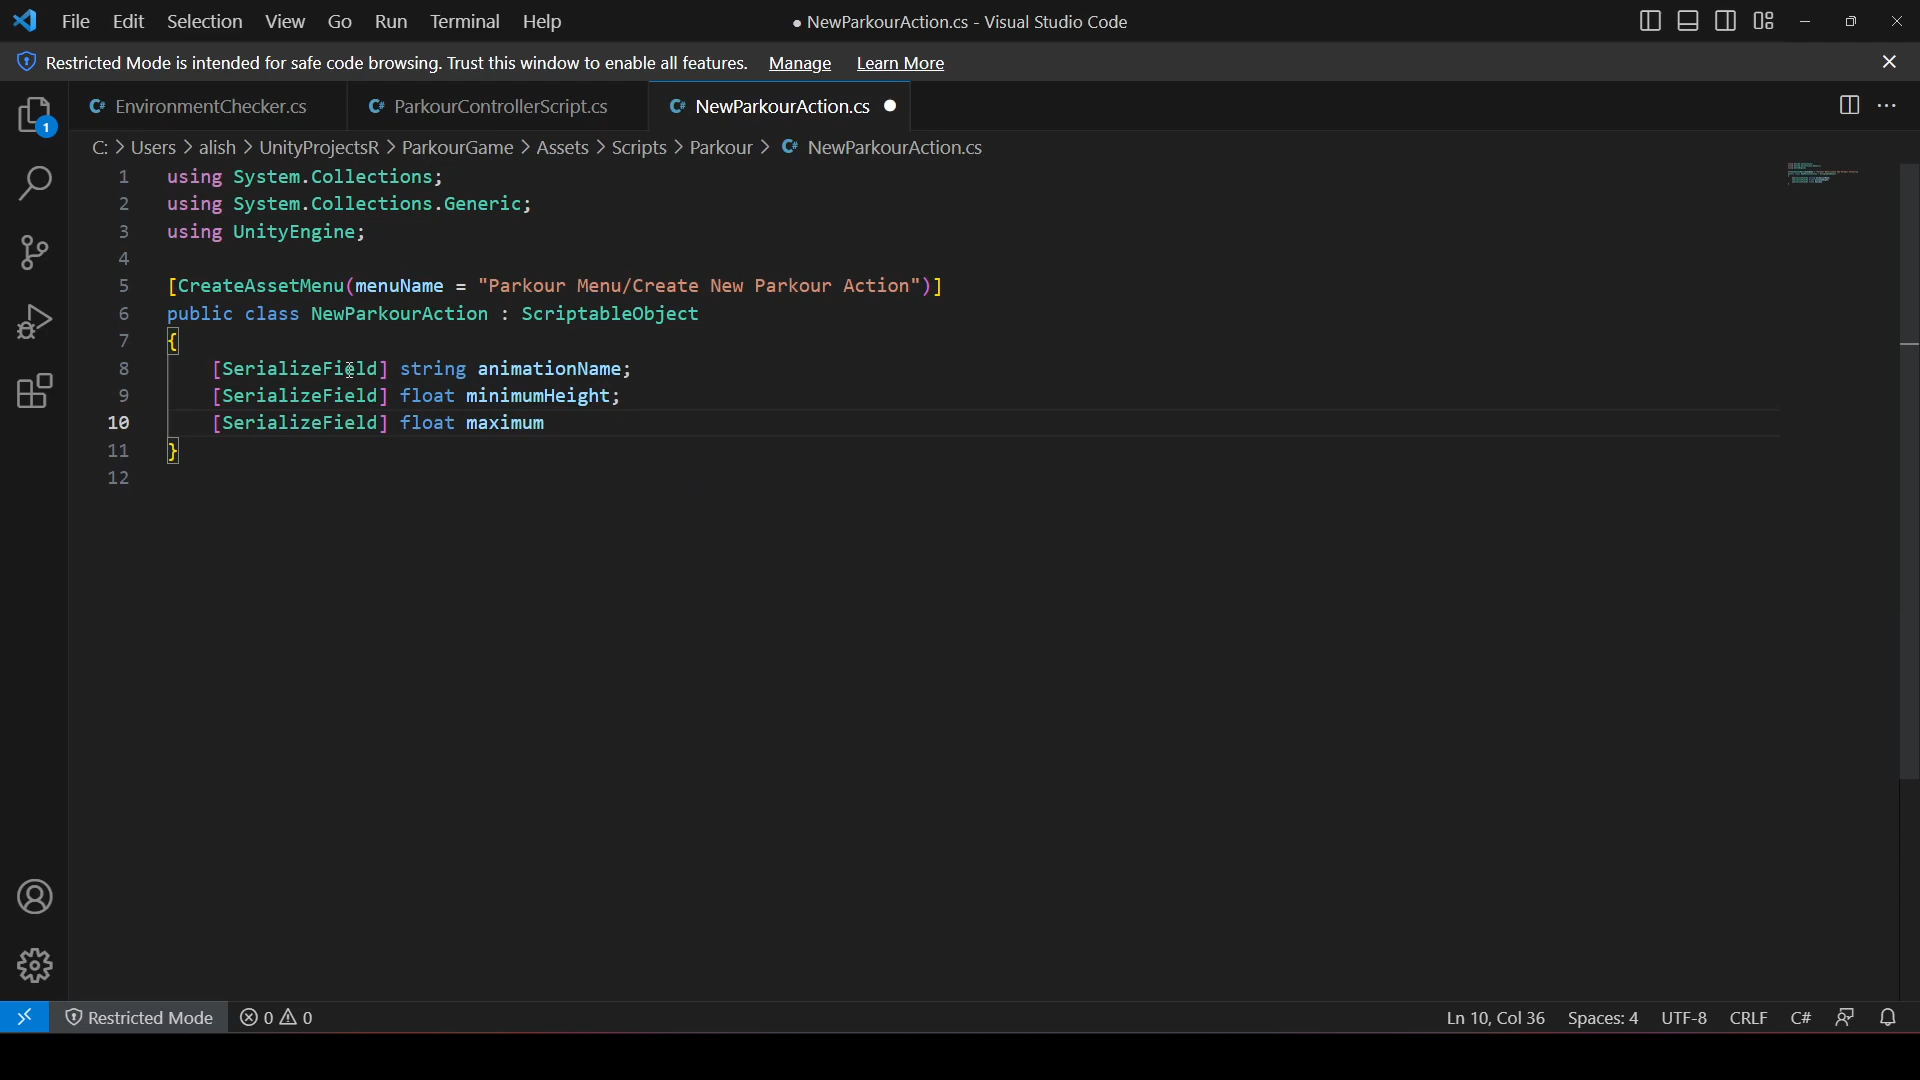 File Edit Selection View Go Run Terminal Help
● NewParkourAction.cs - Visual Studio Code
Restricted Mode is intended for safe code browsing. Trust this window to enable all features. Manage Learn More
EnvironmentChecker.cs ParkourControllerScript.cs NewParkourAction.cs
C: > Users > alish > UnityProjectsR > ParkourGame > Assets > Scripts > Parkour > NewParkourAction.cs
1 using System.Collections;
2 using System.Collections.Generic;
3 using UnityEngine;
4
5 [CreateAssetMenu(menuName = "Parkour Menu/Create New Parkour Action")]
6 public class NewParkourAction : ScriptableObject
7 {
8 [SerializeField] string animationName;
9 [SerializeField] float minimumHeight;
10 [SerializeField] float maximum
11 }
12
1
Restricted Mode 0 0 Ln 10, Col 36 Spaces: 4 UTF-8 CRLF C#